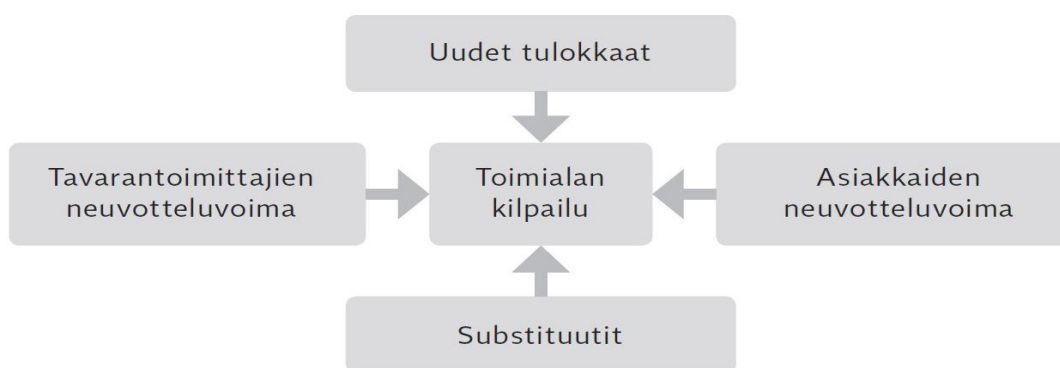 Uudet tulokkaat
Tavarantoimittajien
neuvotteluvoima
Toimialan
kilpailu
Asiakkaiden
neuvotteluvoima
Substituutit